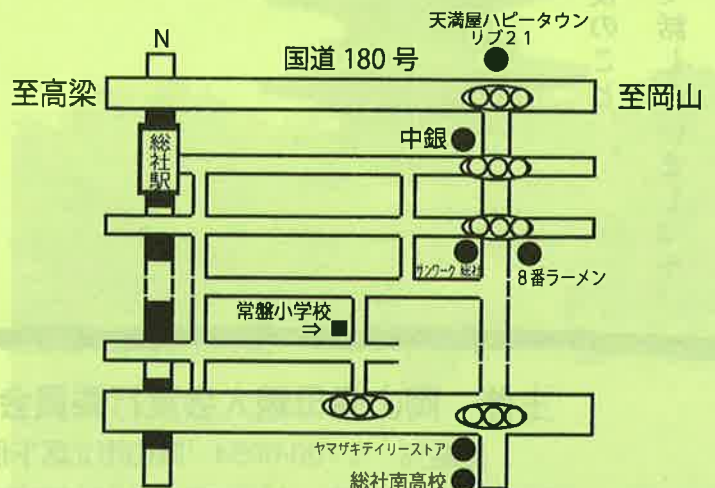 天満屋ハピータウン
リブ21
N
国道180号
至高梁
至岡山
中銀
総社駅
サンワーク 総社
8番ラーメン
常盤小学校
⇒
ヤマザキデイリーストア
総社南高校